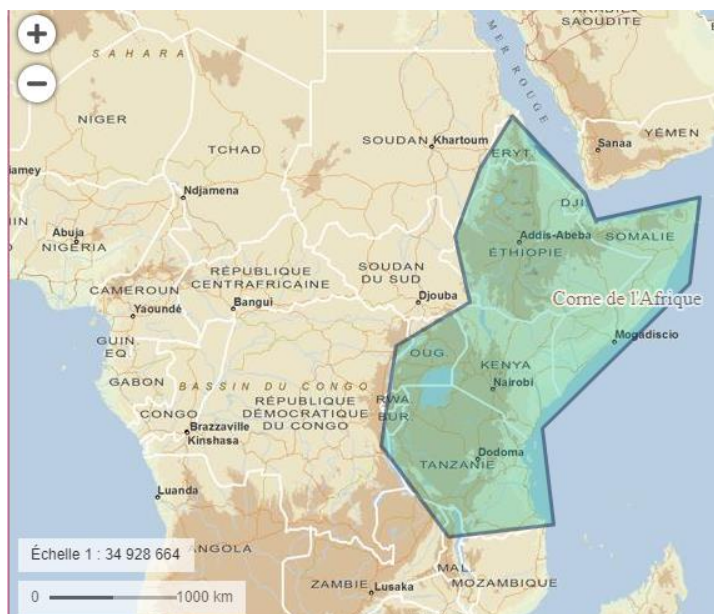 SAOUDITE
MER ROUGE
SAHARA
NIGER
TCHAD
SOUDAN
Khartoum
ERYT.
Sanaa
YÉMEN
iamey
Ndjamena
DJI.
Abuja
NIGÉRIA
Addis-Abeba
ÉTHIOPIE
SOMALIE
RÉPUBLIQUE
CENTRAFRICAINE
SOUDAN
DU SUD
CAMEROUN
Yaoundé
Bangui
Djouba
Corne de l'Afrique
GUIN
EQ.
OUG.
Mogadiscio
KENYA
GABON
BASSIN DU CONGO
Nairobi
CONGO
RÉPUBLIQUE
DÉMOCRATIQUE
DU CONGO
RWA
BUR.
Brazzaville
Kinshasa
Dodoma
TANZANIE
Luanda
Échelle 1 : 34 928 664
ANGOLA
MAL.
0
1000 km
ZAMBIE
Lusaka
MOZAMBIQUE